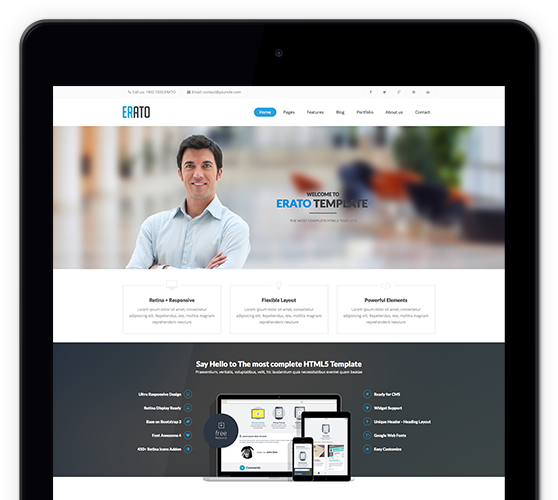 Call us: 1900 1002 ERATO
Email: contact@yoursite.com
ERATO
Home Pages Features Blog Portfolio About us Contact
WELCOME TO
ERATO TEMPLATE
THE MOST COMPLETE HTML5 TEMPLATE
Retina + Responsive
Lorem ipsum dolor sit amet, consectetur
adipiscing elit. Repellendus, iste, mollitia magnam
reprehenderit nesciunt
Flexible Layout
Lorem ipsum dolor sit amet, consectetur
adipiscing elit. Repellendus, iste, mollitia magnam
reprehenderit nesciunt
Powerful Elements
Lorem ipsum dolor sit amet, consectetur
adipiscing elit. Repellendus, iste, mollitia magnam
reprehenderit nesciunt
Say Hello to The most complete HTML5 Template
Praesentium, veritatis, voluptatibus, velit, hic laudantium quis necessitatibus eveniet quam beatae
Ultra Responsive Design
Retina Display Ready
Base on Bootstrap 3
Font Awesome 4
450+ Retina Icons Addon
free
Comments
Ready for CMS
Widget Support
Unique Header - Heading Layout
Google Web Fonts
Easy Customize